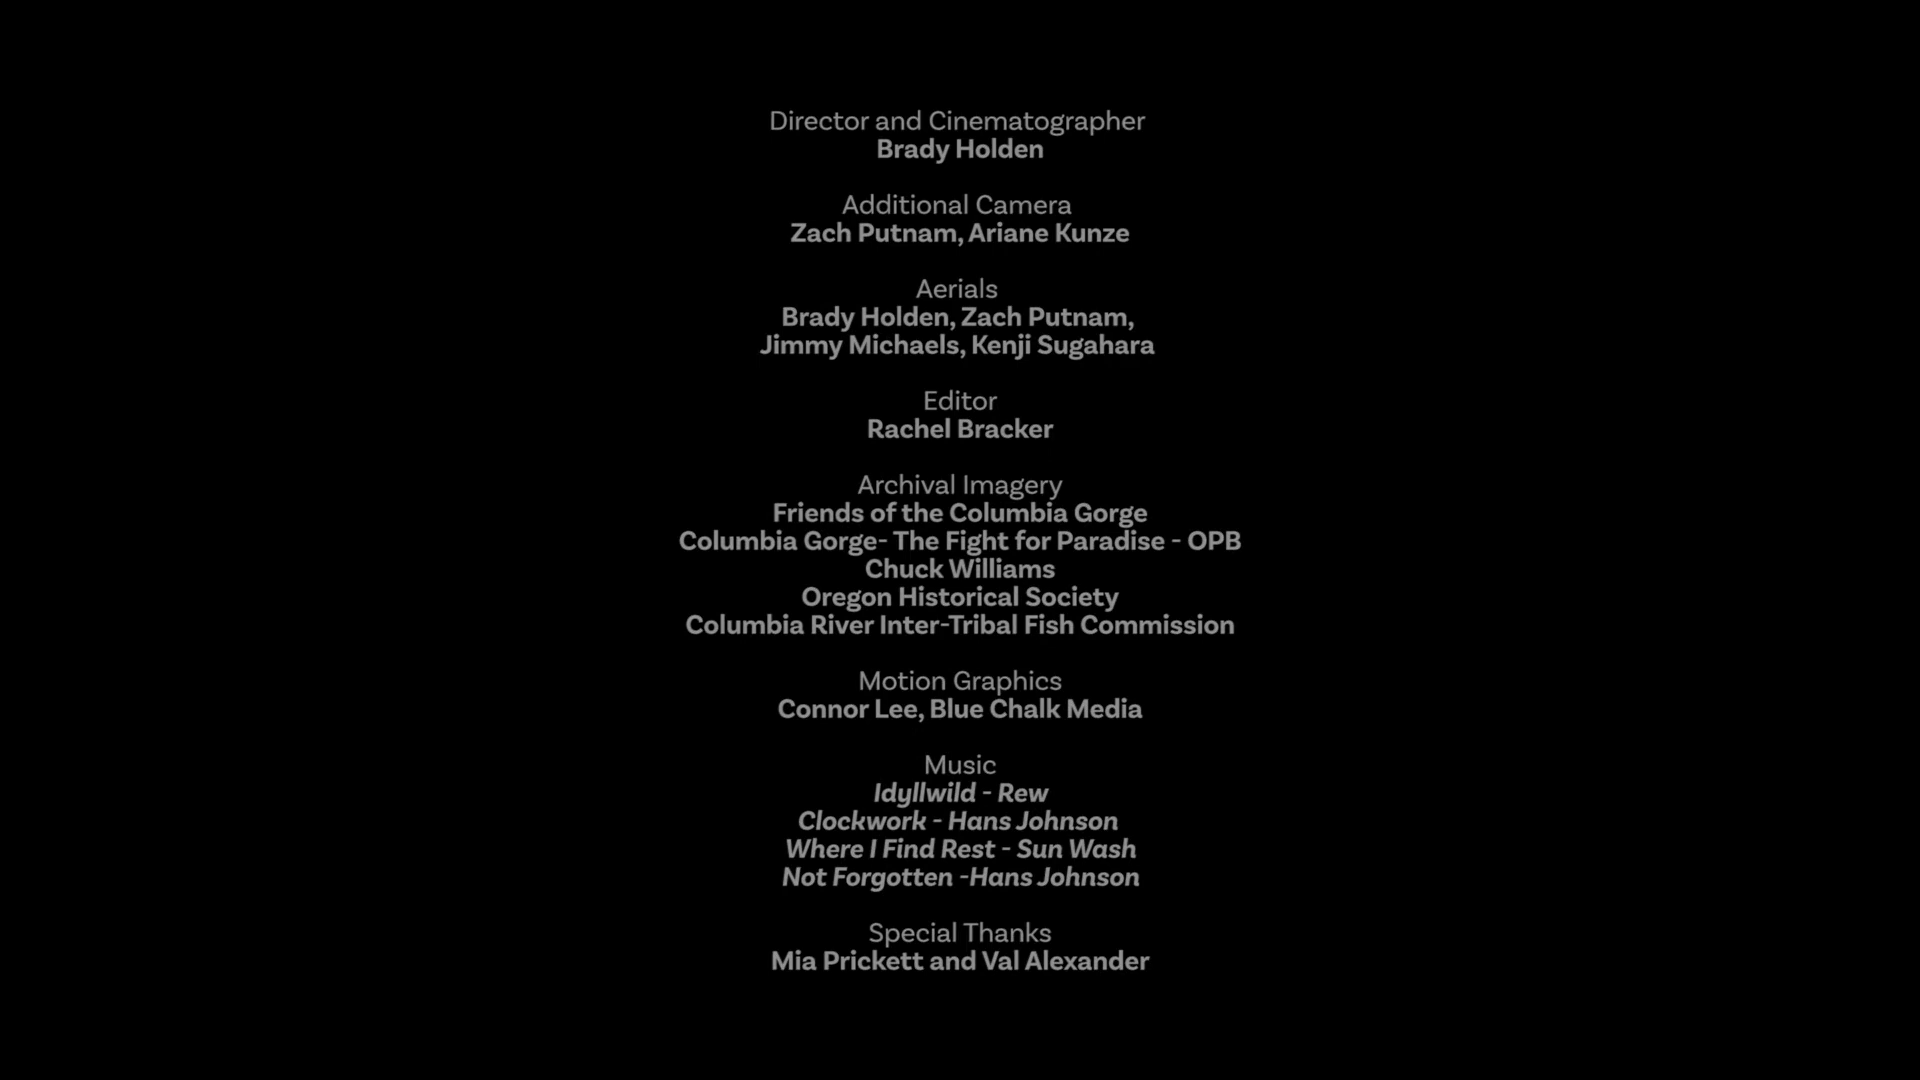 Director and Cinematographer
Brady Holden
Additional Camera
Zach Putnam, Ariane Kunze
Aerials
Brady Holden, Zach Putnam,
Jimmy Michaels, Kenji Sugahara
Editor
Rachel Bracker
Archival Imagery
Friends of the Columbia Gorge
Columbia Gorge- The Fight for Paradise - OPB
Chuck Williams
Oregon Historical Society
Columbia River Inter-Tribal Fish Commission
Motion Graphics
Connor Lee, Blue Chalk Media
Music
Idyllwild - Rew
Clockwork - Hans Johnson
Where I Find Rest - Sun Wash
Not Forgotten -Hans Johnson
Special Thanks
Mia Prickett and Val Alexander